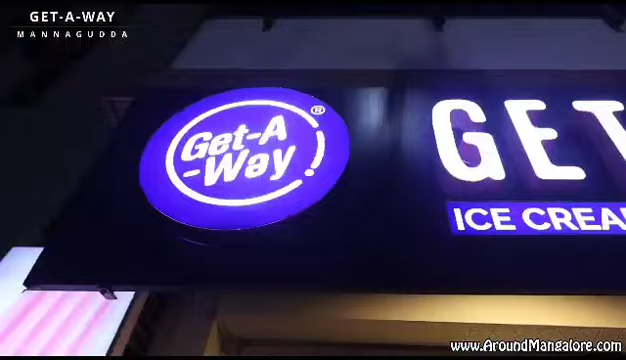 GET-A-WAY
MANNAGUDDA
Get-A
-Way
®
GET
ICE CREA
www.AroundMangalore.com